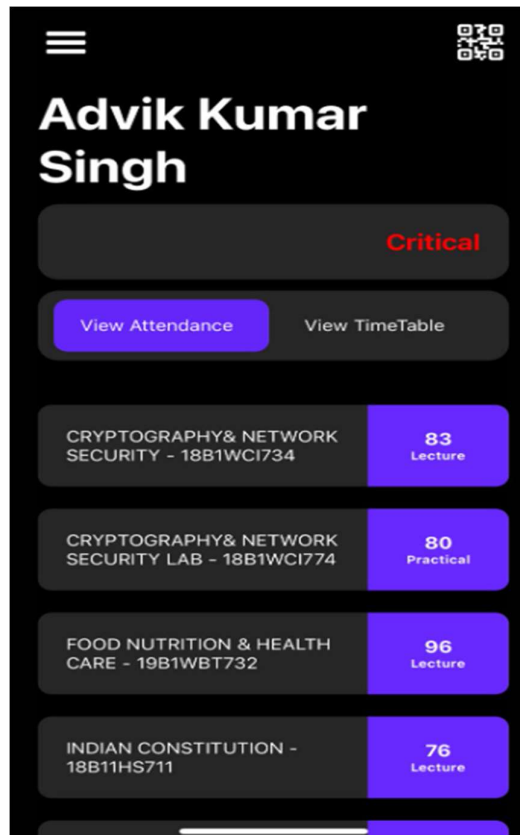 Advik Kumar
Singh
Critical
View Attendance
View TimeTable
CRYPTOGRAPHY& NETWORK
SECURITY - 18B1WCI734
83
Lecture
CRYPTOGRAPHY& NETWORK
SECURITY LAB - 18B1WCI774
80
Practical
FOOD NUTRITION & HEALTH
CARE - 19B1WBT732
96
Lecture
INDIAN CONSTITUTION -
18B11HS711
76
Lecture